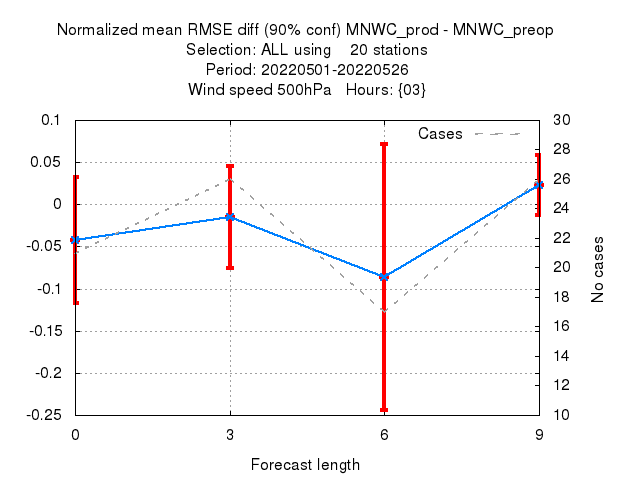 Normalized mean RMSE diff (90% conf) MNWC_prod - MNWC_preop
Selection: ALL using    20 stations
Period: 20220501-20220526
Wind speed 500hPa   Hours: {03}
Cases
0.1
0.05
0
-0.05
-0.1
-0.15
-0.2
-0.25
30
28
26
24
22
20
18
16
14
12
10
No cases
0 3 6 9
Forecast length